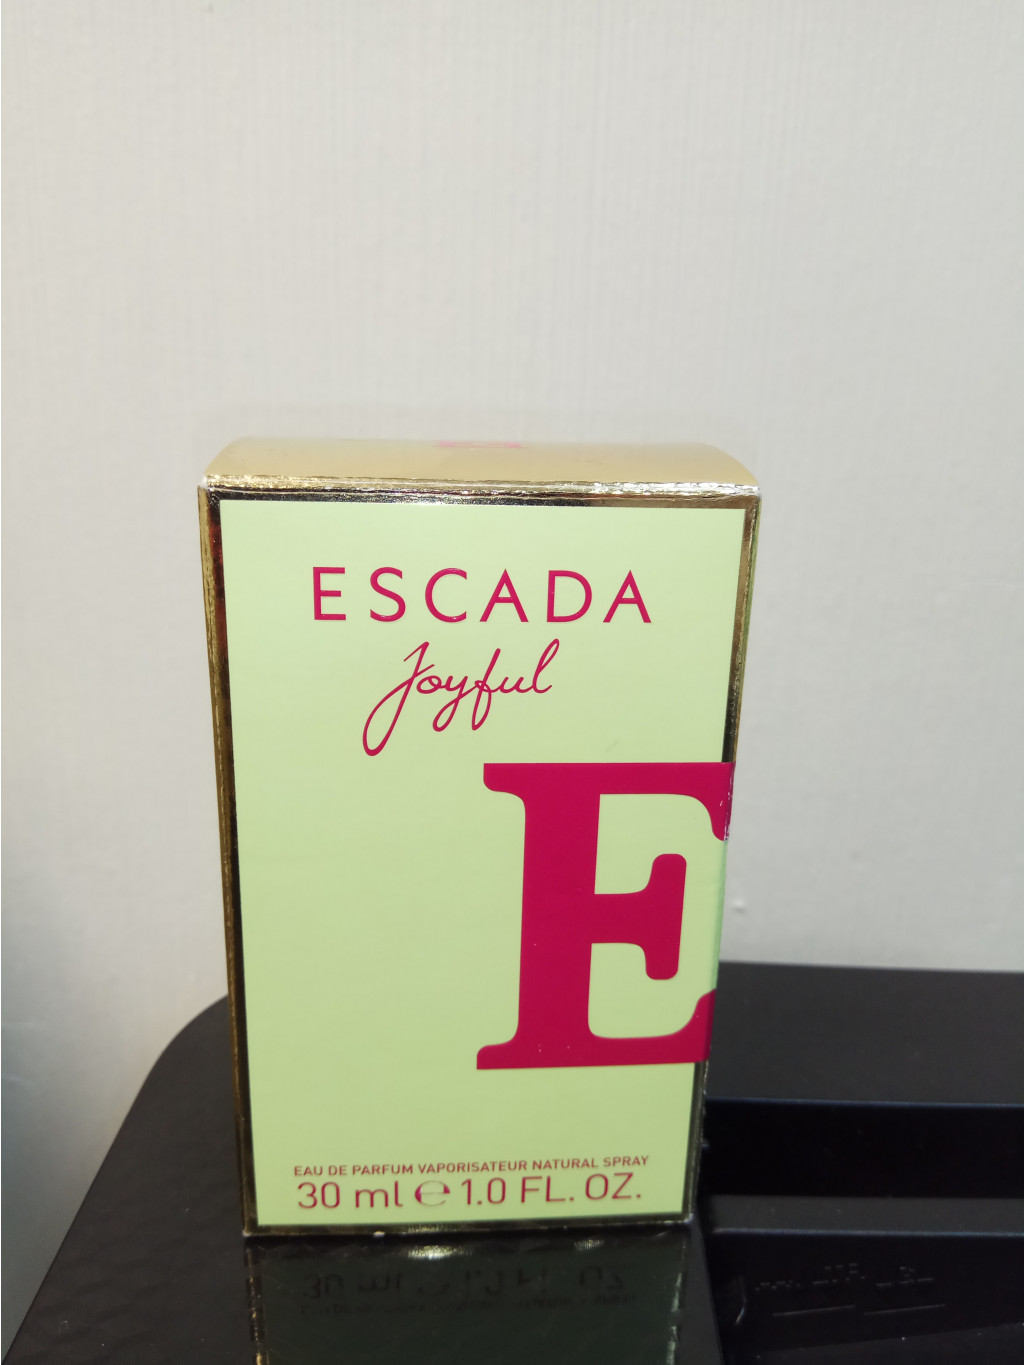 ESCADA
Joyful
E
EAU DE PARFUM VAPORISATEUR NATURAL SPRAY
30 ml ℮ 1.0 FL. OZ.